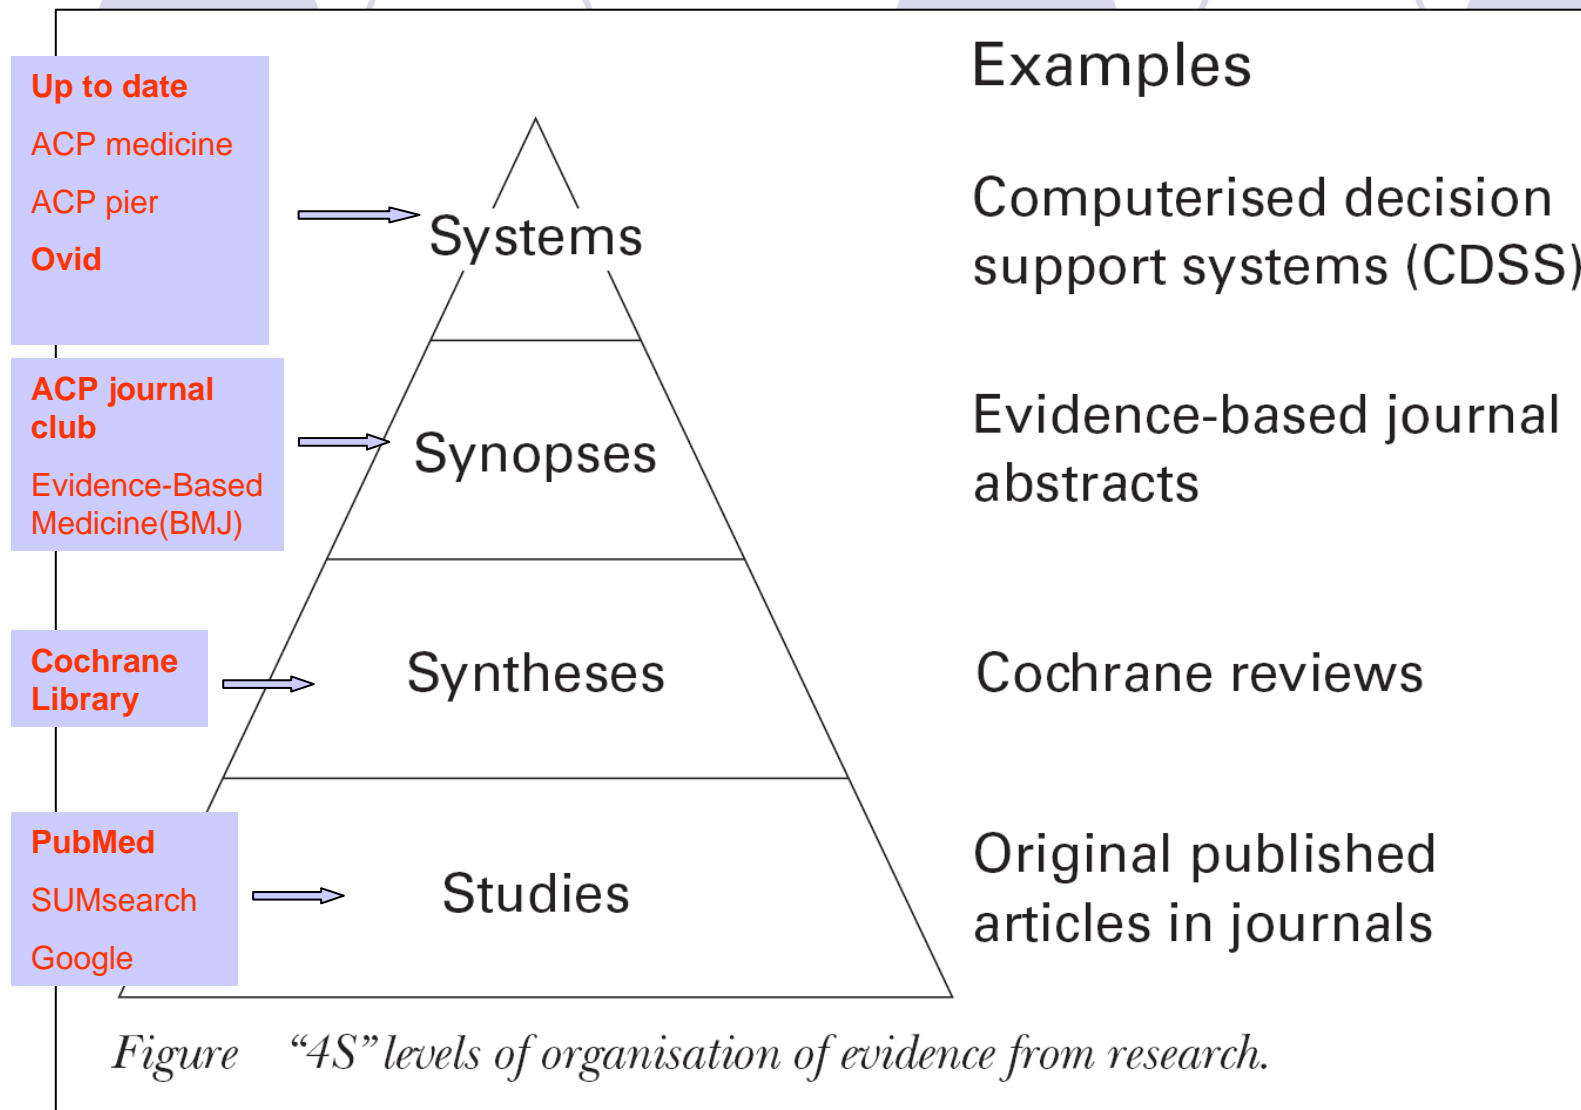 Examples
Up to date
ACP medicine
ACP pier
Ovid
Systems
Computerised decision
support systems (CDSS)
ACP journal
club
Evidence-Based
Medicine(BMJ)
Synopses
Evidence-based journal
abstracts
Cochrane
Library
Syntheses
Cochrane reviews
PubMed
SUMsearch
Google
Studies
Original published
articles in journals
Figure “4S” levels of organisation of evidence from research.